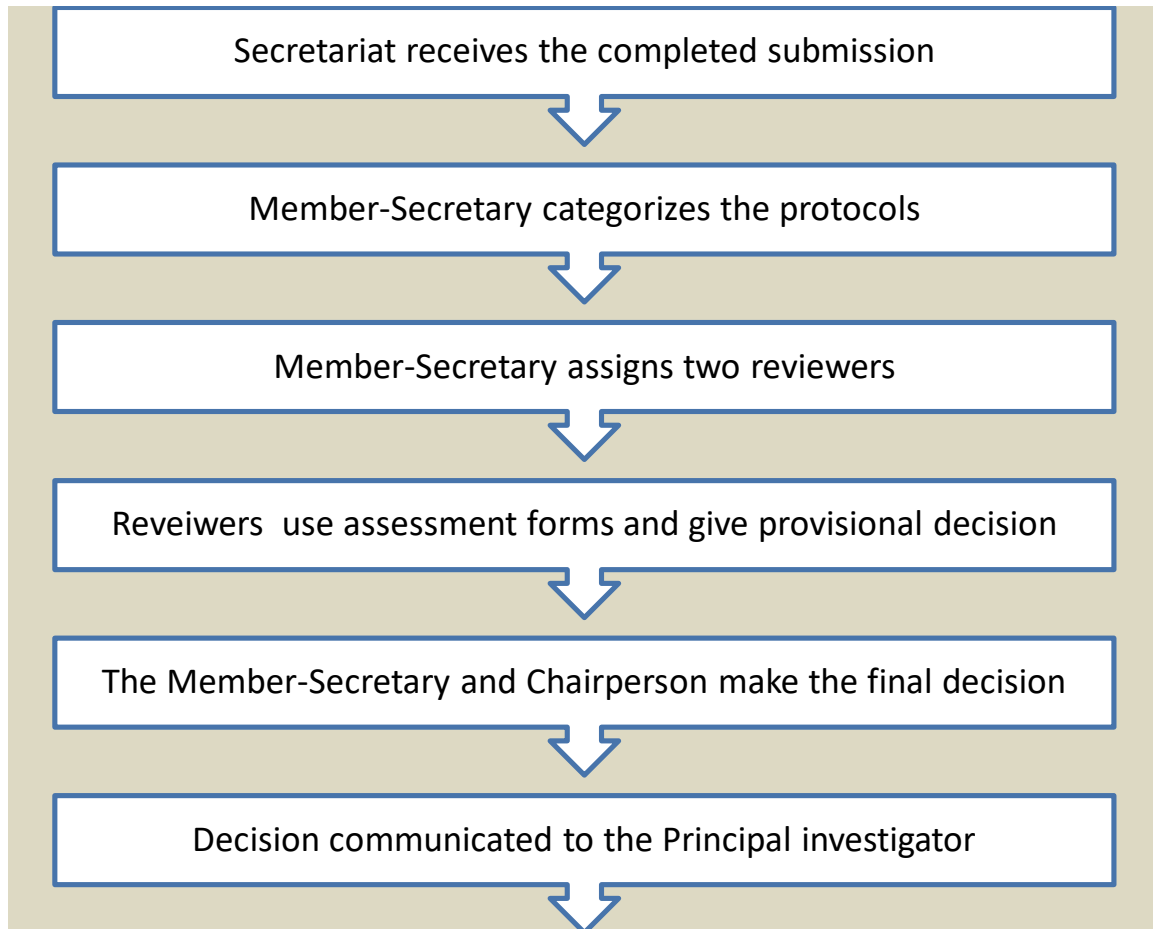 Secretariat receives the completed submission
Member-Secretary categorizes the protocols
Member-Secretary assigns two reviewers
Reveiwers  use assessment forms and give provisional decision
The Member-Secretary and Chairperson make the final decision
Decision communicated to the Principal investigator